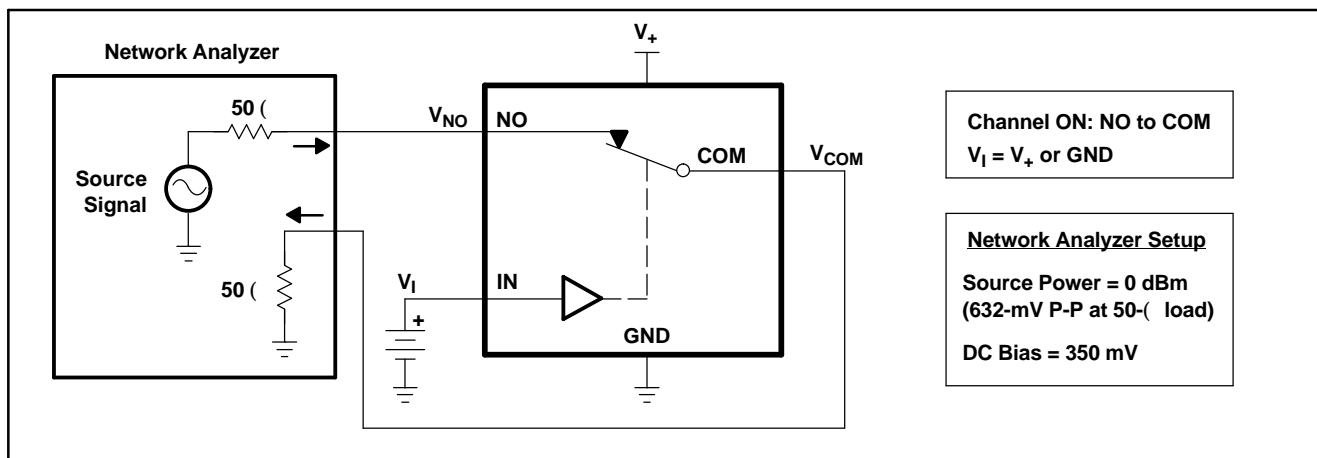 Network Analyzer
50 (
Source
Signal
50 (
V+
VNO
NO
COM
VCOM
VI
IN
+
GND
Channel ON: NO to COM
VI = V+ or GND
Network Analyzer Setup
Source Power = 0 dBm
(632-mV P-P at 50-( load)
DC Bias = 350 mV